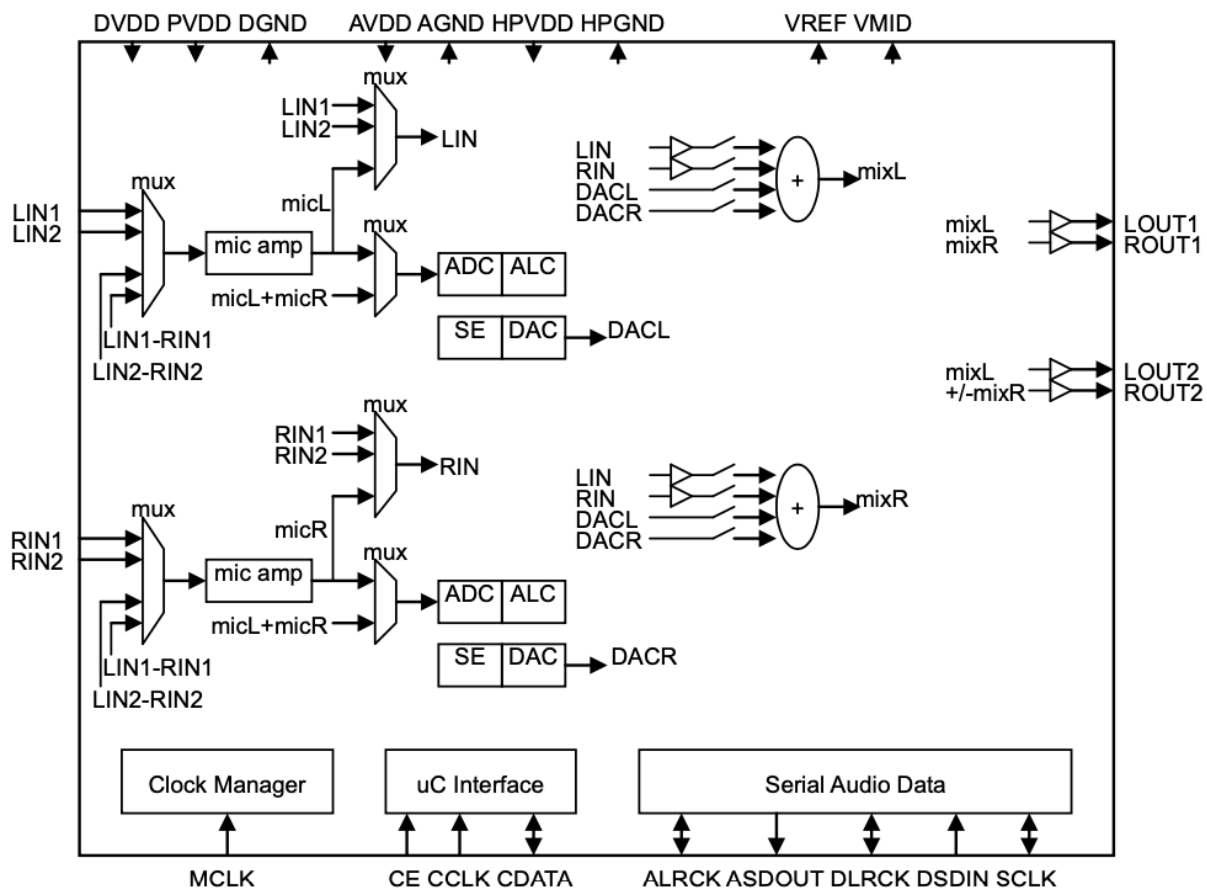 DVDD PVDD DGND AVDD AGND HPVDD HPGND VREF VMID
mux
LIN1
LIN2
LIN
mux
micL
LIN1
LIN2
mic amp
micL+micR
ADC ALC
LIN1-RIN1
LIN2-RIN2
SE DAC
DACL
LIN
RIN
DACL
DACR
+
mixL
mixL
mixR
LOUT1
ROUT1
mixL
+/-mixR
LOUT2
ROUT2
mux
RIN1
RIN2
RIN
mux
micR
RIN1
RIN2
mux
mic amp
micL+micR
ADC ALC
LIN1-RIN1
LIN2-RIN2
SE DAC
DACR
LIN
RIN
DACL
DACR
+
mixR
Clock Manager
uC Interface
Serial Audio Data
MCLK
CE CCLK CDATA
ALRCK ASDOUT DLRCK DSDIN SCLK